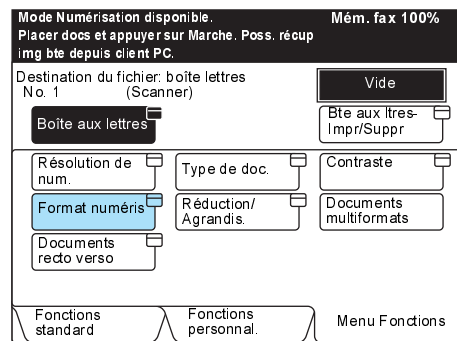 Mode Numérisation disponible. Mém. fax 100%
Placer docs et appuyer sur Marche. Poss. récup
img bte depuis client PC.
Destination du fichier: boîte lettres
No. 1 (Scanner)
Vide
Boîte aux lettres
Bte aux ltres-
Impr/Suppr
Résolution de
num.
Type de doc.
Contraste
Format numéris
Réduction/
Agrandis.
Documents
multiformats
Documents
recto verso
Fonctions
standard
Fonctions
personnal.
Menu Fonctions